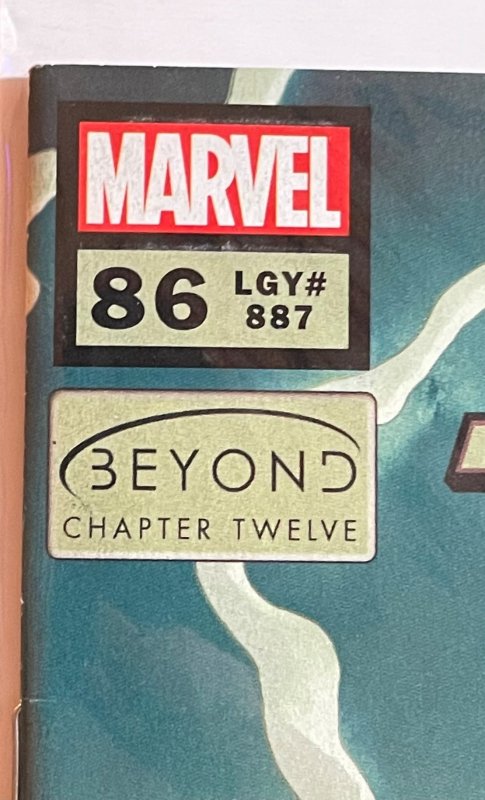 MARVEL
86 LGY#
887
BEYOND
CHAPTER TWELVE